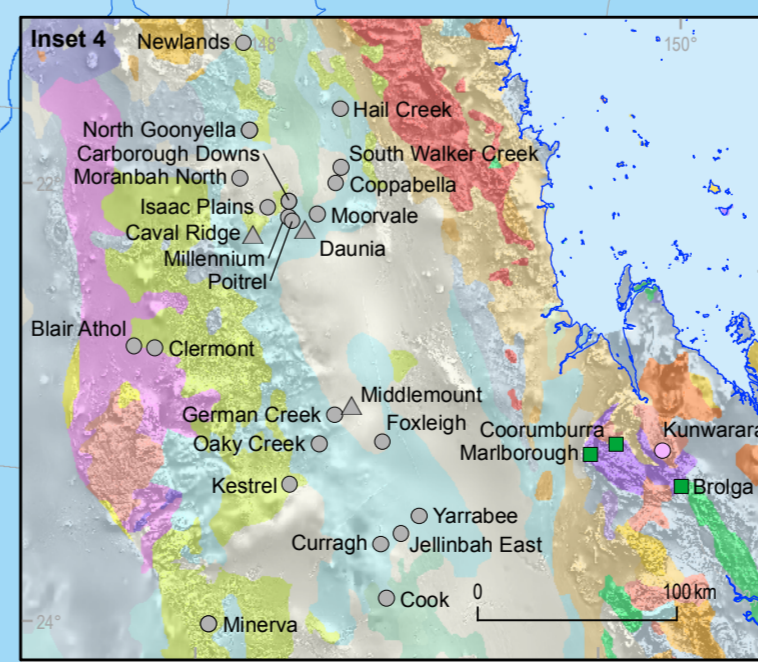 Inset 4
Newlands
148°
150°
Hail Creek
North Goonyella
Carborough Downs
South Walker Creek
Moranbah North
22°
Coppabella
Isaac Plains
Moorvale
Caval Ridge
Daunia
Millennium
Poitrel
Blair Athol
Clermont
Middlemount
German Creek
Foxleigh
Coorumburra
Kunwarara
Oaky Creek
Marlborough
Kestrel
Brolga
Yarrabee
Curragh
Jellinbah East
0
100 km
Cook
24°
Minerva